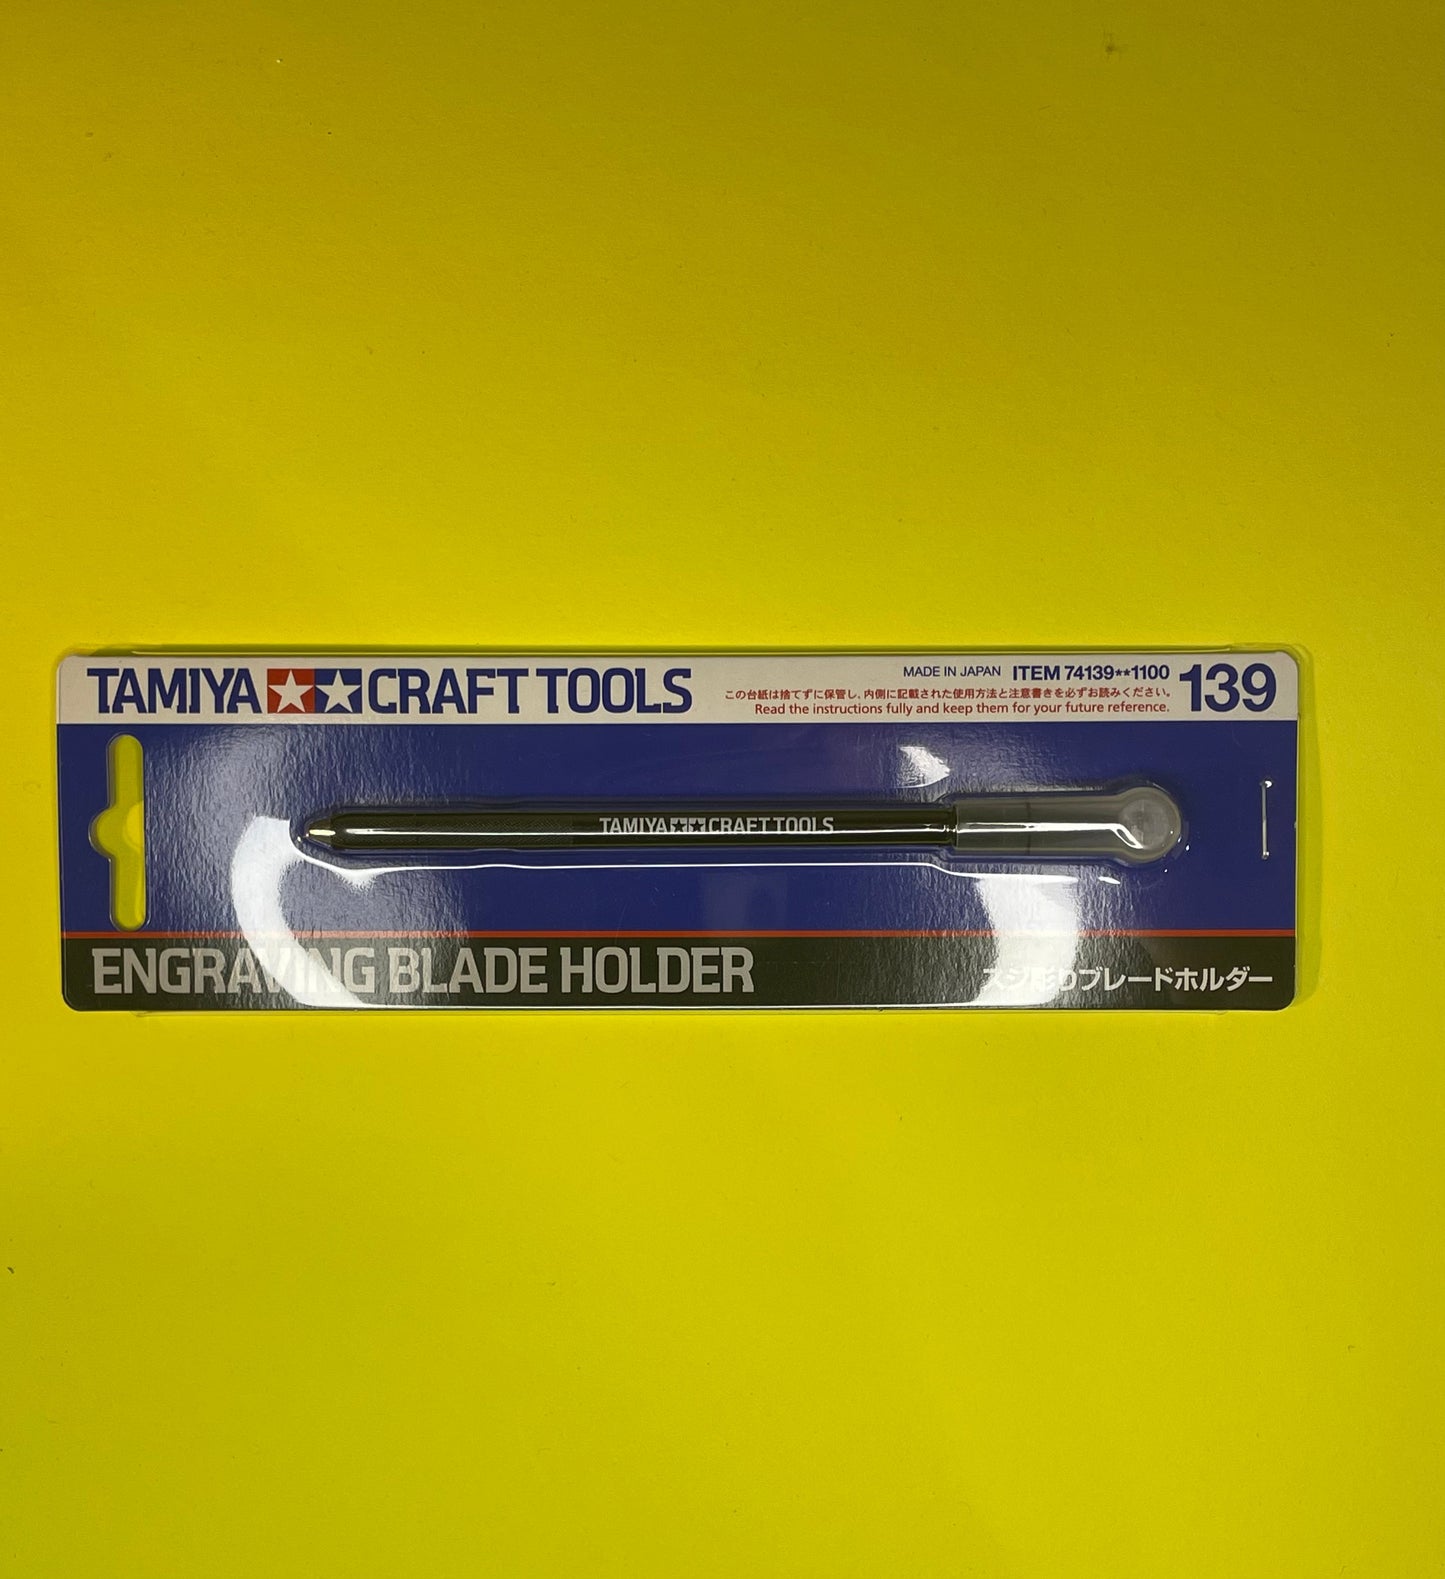 TAMIYA CRAFT TOOLS
MADE IN JAPAN ITEM 74139**1100 139
この台紙は捨てずに保管し、内側に記載された使用方法と注意書きを必ずお読みください。
Read the instructions fully and keep them for your future reference.
TAMIYA CRAFT TOOLS
ENGRAVING BLADE HOLDER
スジ彫りブレードホルダー